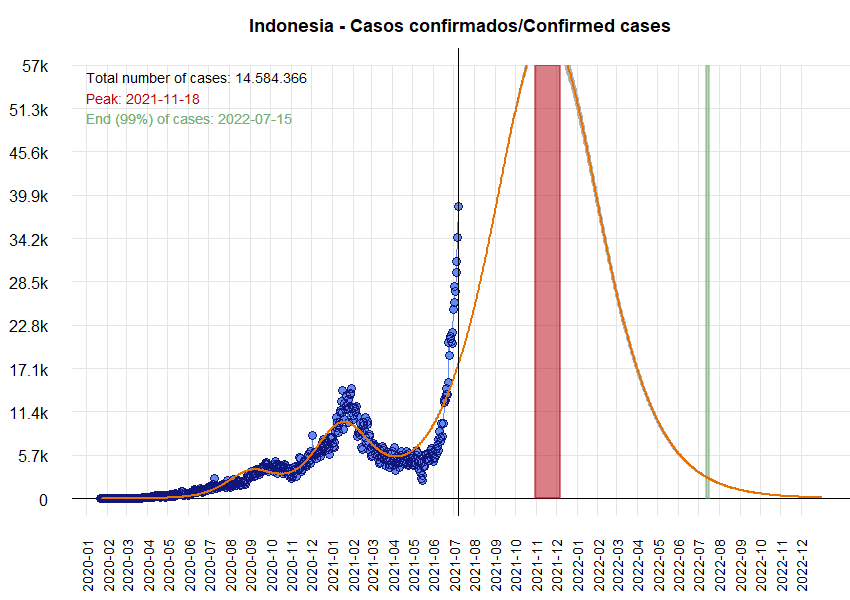 Indonesia - Casos confirmados/Confirmed cases
57k
Total number of cases: 14.584.366
Peak: 2021-11-18
End (99%) of cases: 2022-07-15
51.3k
45.6k
39.9k
34.2k
28.5k
22.8k
17.1k
11.4k
5.7k
0
2020-01
2020-02
2020-04
2020-04
2020-05
2020-06
2020-07
2020-08
2020-09
2020-10
2020-11
2020-12
2021-01
2021-02
2021-03
2021-04
2021-05
2021-06
2021-07
2021-08
2021-09
2021-10
2021-11
2021-12
2022-01
2022-02
2022-03
2022-04
2022-05
2022-06
2022-07
2022-08
2022-09
2022-10
2022-11
2022-12